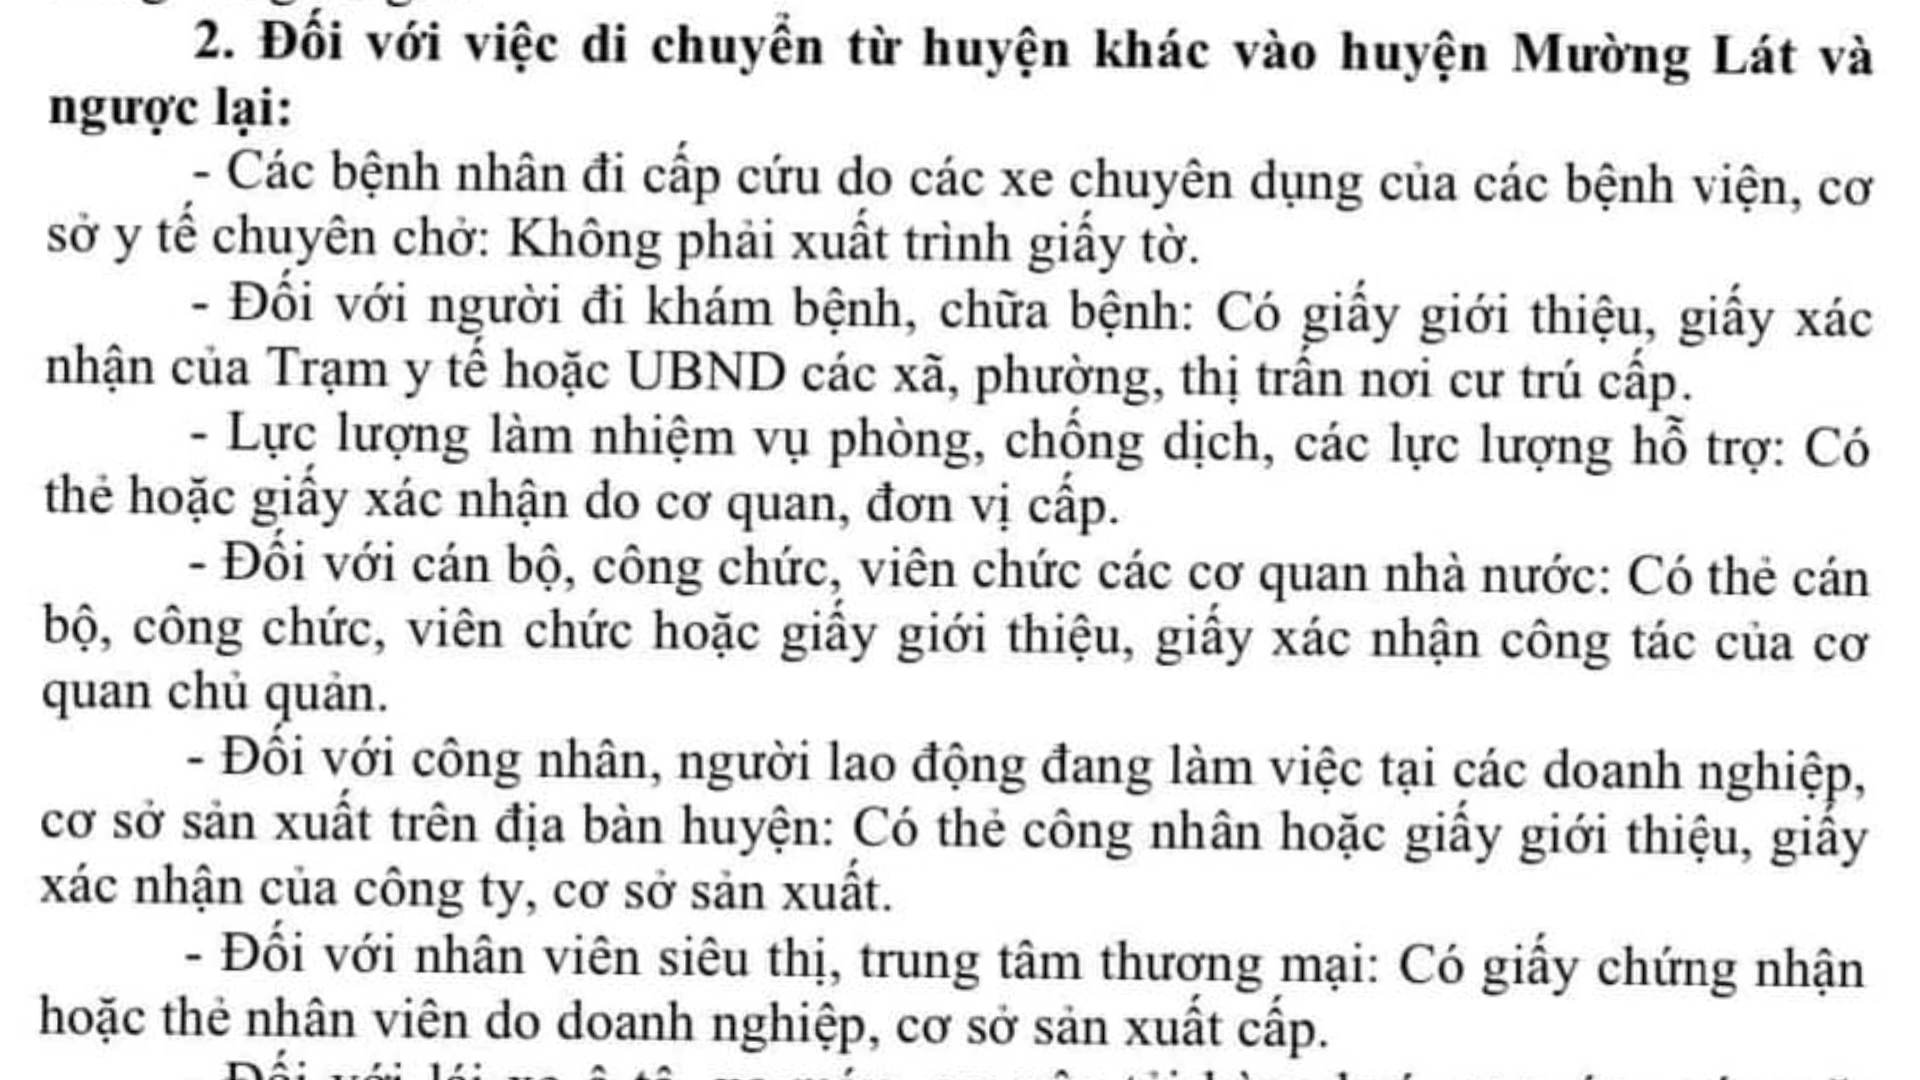 2. Đối với việc di chuyển từ huyện khác vào huyện Mường Lát và
ngược lại:
- Các bệnh nhân đi cấp cứu do các xe chuyên dụng của các bệnh viện, cơ
sở y tế chuyên chở: Không phải xuất trình giấy tờ.
- Đối với người đi khám bệnh, chữa bệnh: Có giấy giới thiệu, giấy xác
nhận của Trạm y tế hoặc UBND các xã, phường, thị trấn nơi cư trú cấp.
- Lực lượng làm nhiệm vụ phòng, chống dịch, các lực lượng hỗ trợ: Có
thẻ hoặc giấy xác nhận do cơ quan, đơn vị cấp.
- Đối với cán bộ, công chức, viên chức các cơ quan nhà nước: Có thẻ cán
bộ, công chức, viên chức hoặc giấy giới thiệu, giấy xác nhận công tác của cơ
quan chủ quản.
- Đối với công nhân, người lao động đang làm việc tại các doanh nghiệp,
cơ sở sản xuất trên địa bàn huyện: Có thẻ công nhân hoặc giấy giới thiệu, giấy
xác nhận của công ty, cơ sở sản xuất.
- Đối với nhân viên siêu thị, trung tâm thương mại: Có giấy chứng nhận
hoặc thẻ nhân viên do doanh nghiệp, cơ sở sản xuất cấp.
- Đối với lái xe ô tô